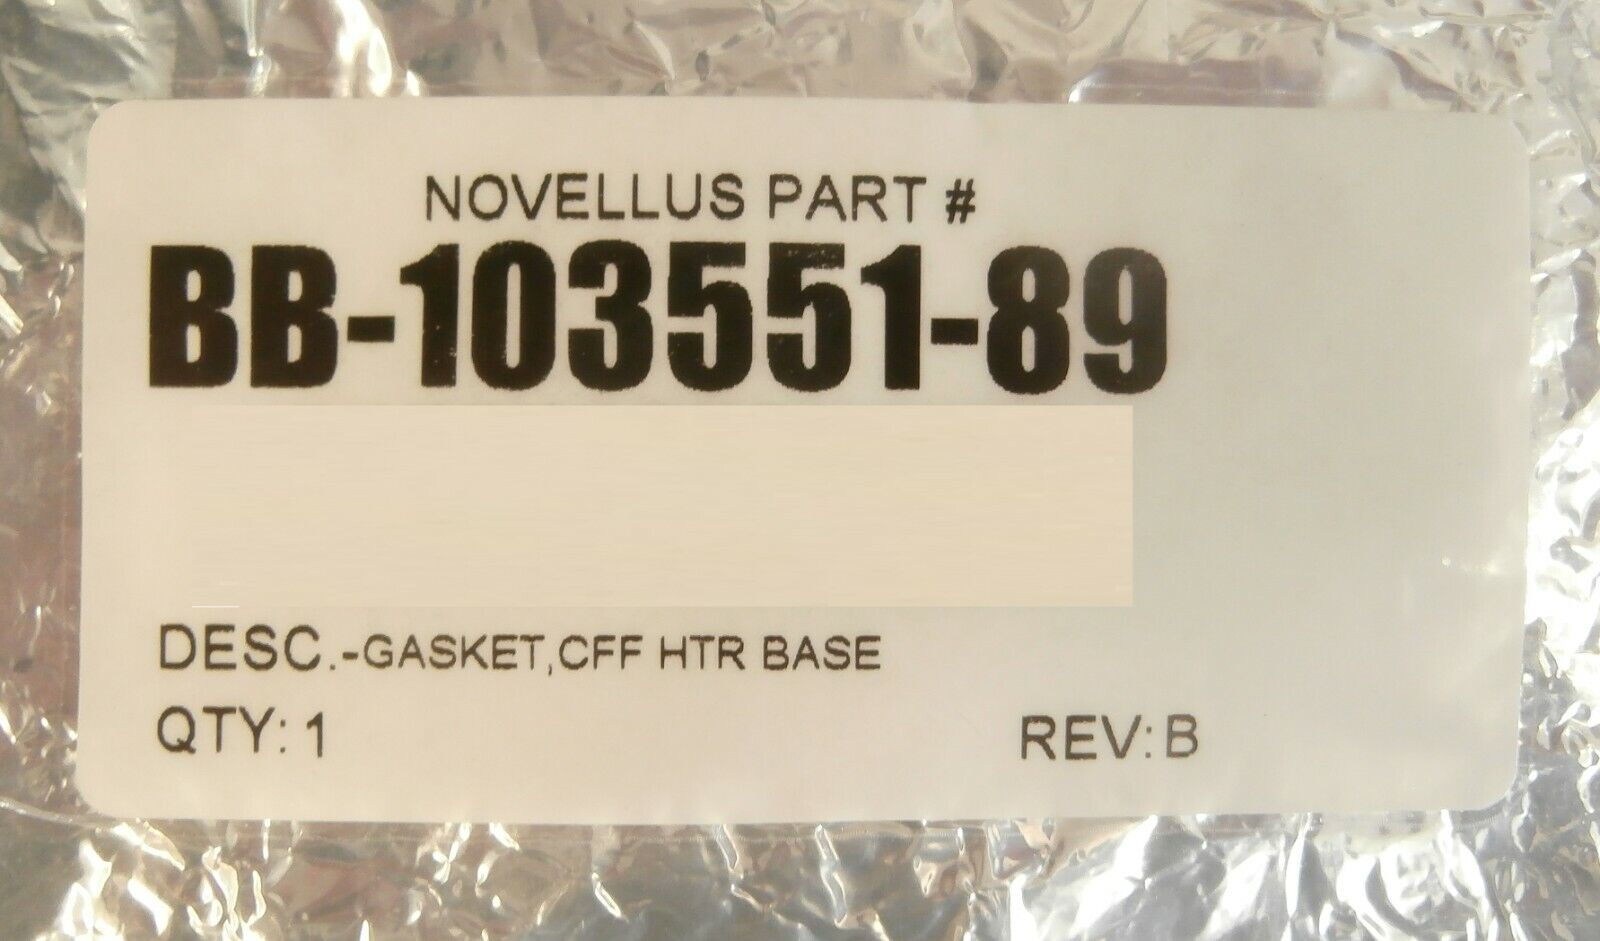 NOVELLUS PART #
BB-103551-89
DESC.-GASKET,CFF HTR BASE
QTY: 1 REV: B